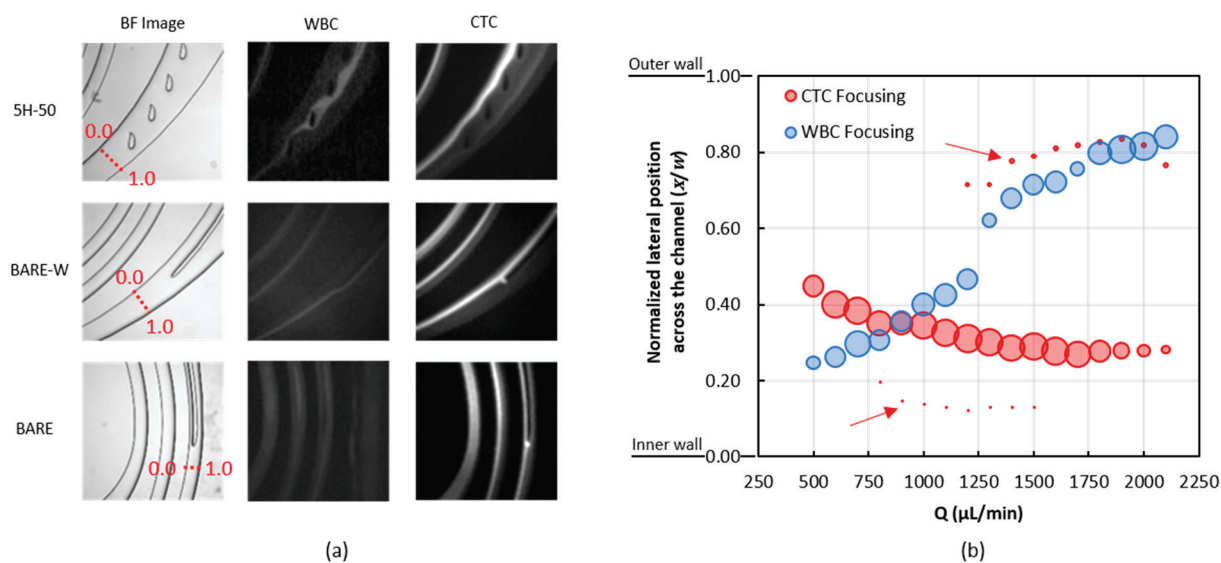 BF Image WBC CTC
5H-50
0.0
1.0
BARE-W
0.0
1.0
BARE
0.0 1.0
(a)
Outer wall
1.00
CTC Focusing
WBC Focusing
0.80
0.60
0.40
0.20
Inner wall
0.00
Normalized lateral position
across the channel (x/w)
250 500 750 1000 1250 1500 1750 2000 2250
Q (µL/min)
(b)